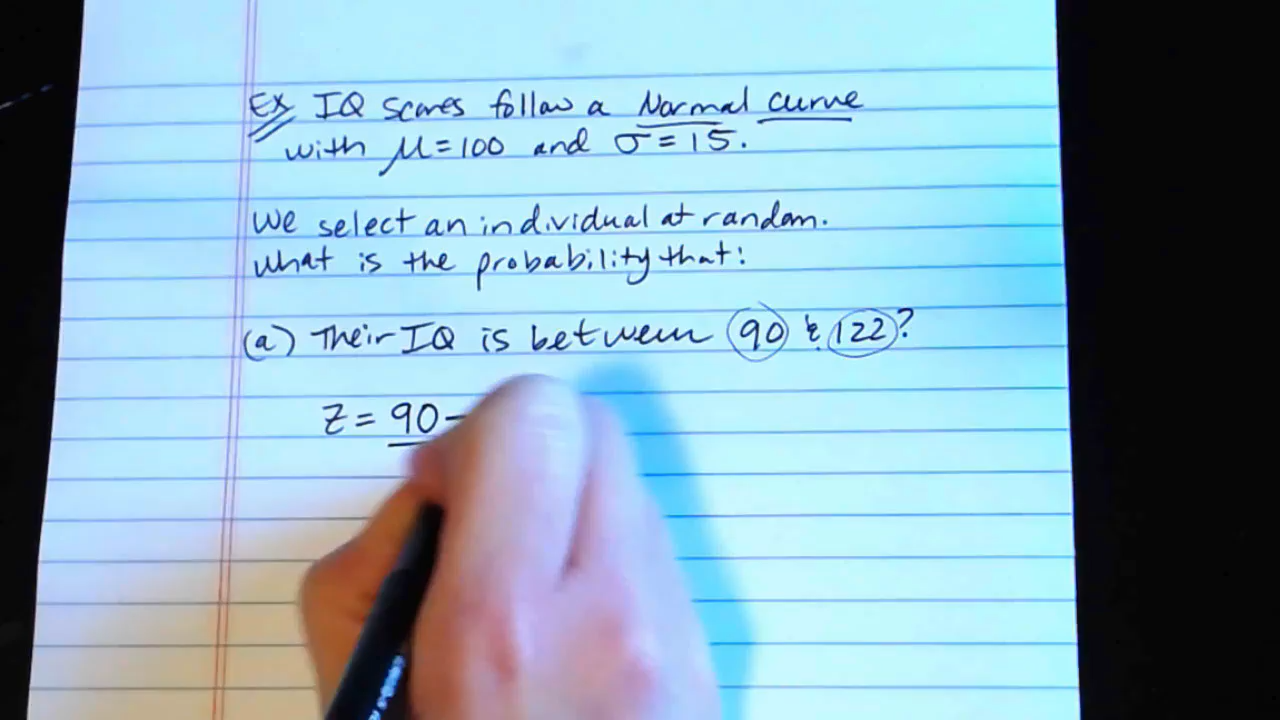 Ex IQ scores follow a Normal curve
with μ=100 and σ=15.
We select an individual at random.
What is the probability that:
(a) Their IQ is between 90 & 122?
Z = 90-